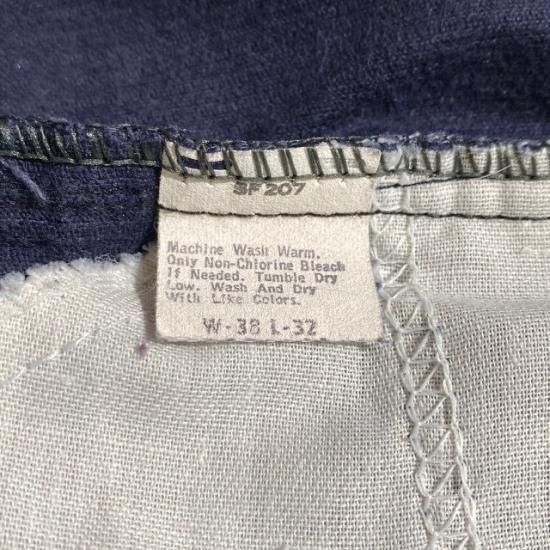 SF 207
Machine Wash Warm.
Only Non-Chlorine Bleach
If Needed. Tumble Dry
Low. Wash And Dry
With Like Colors.
W-38 L-32